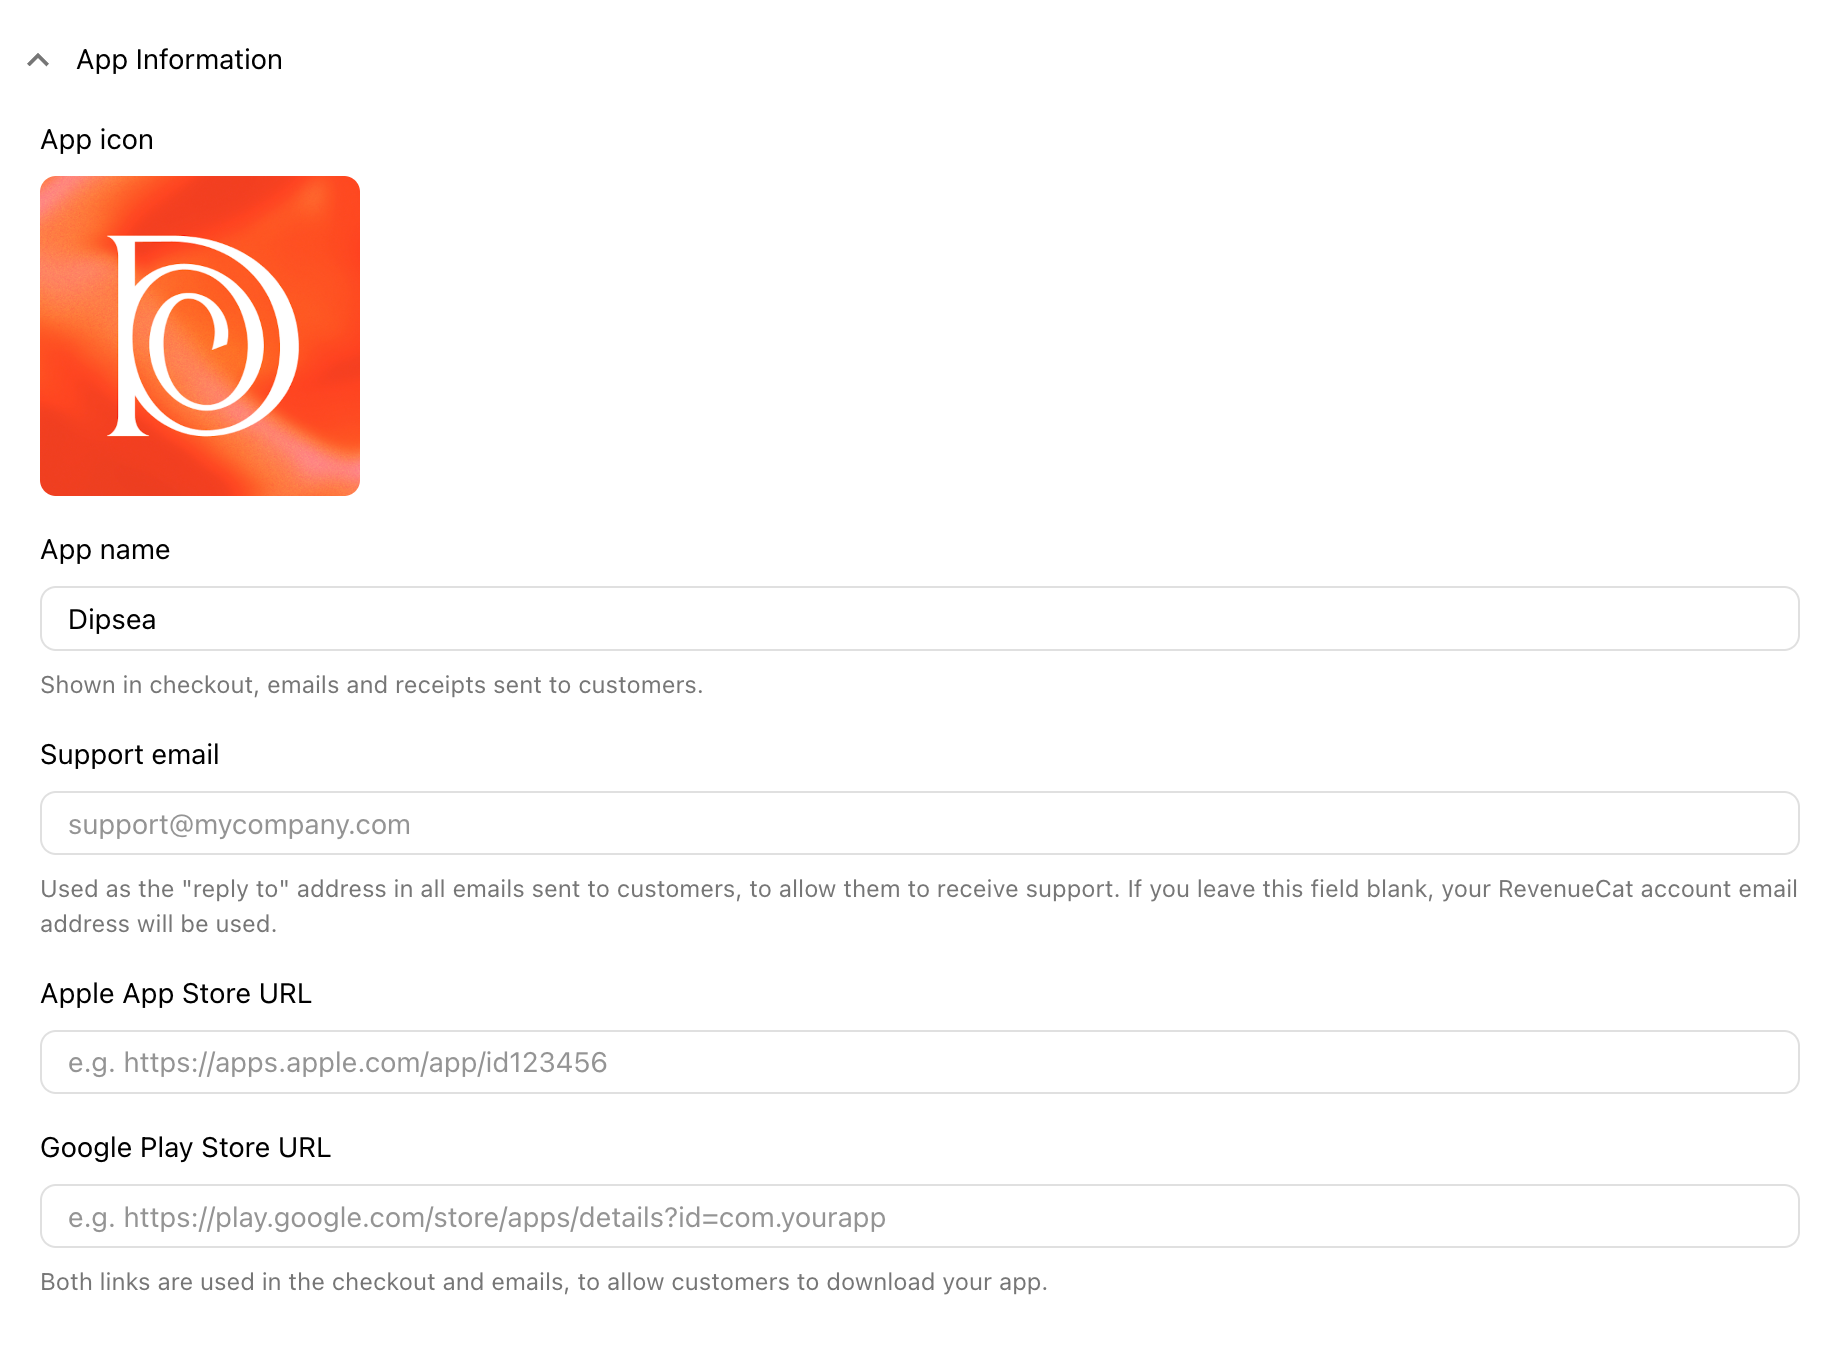 App Information
App icon
D
App name
Dipsea
Shown in checkout, emails and receipts sent to customers.
Support email
support@mycompany.com
Used as the "reply to" address in all emails sent to customers, to allow them to receive support. If you leave this field blank, your RevenueCat account email
address will be used.
Apple App Store URL
e.g. https://apps.apple.com/app/id123456
Google Play Store URL
e.g. https://play.google.com/store/apps/details?id=com.yourapp
Both links are used in the checkout and emails, to allow customers to download your app.